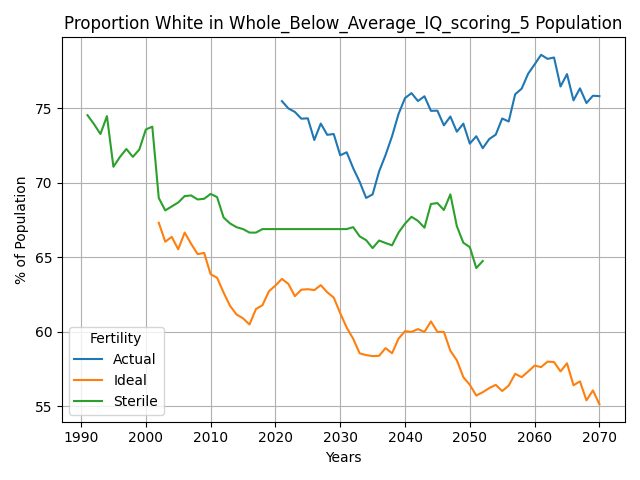 Proportion White in Whole_Below_Average_IQ_scoring_5 Population
% of Population
75
70
65
60
55
Fertility
Actual
Ideal
Sterile
1990 2000 2010 2020 2030 2040 2050 2060 2070
Years